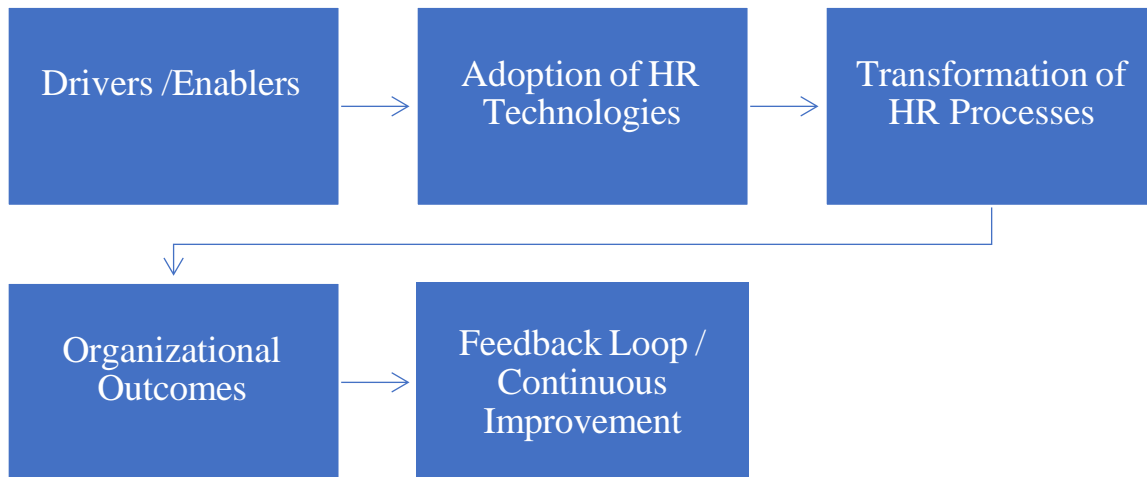 Drivers /Enablers
Adoption of HR
Technologies
Transformation of
HR Processes
Organizational
Outcomes
Feedback Loop /
Continuous
Improvement